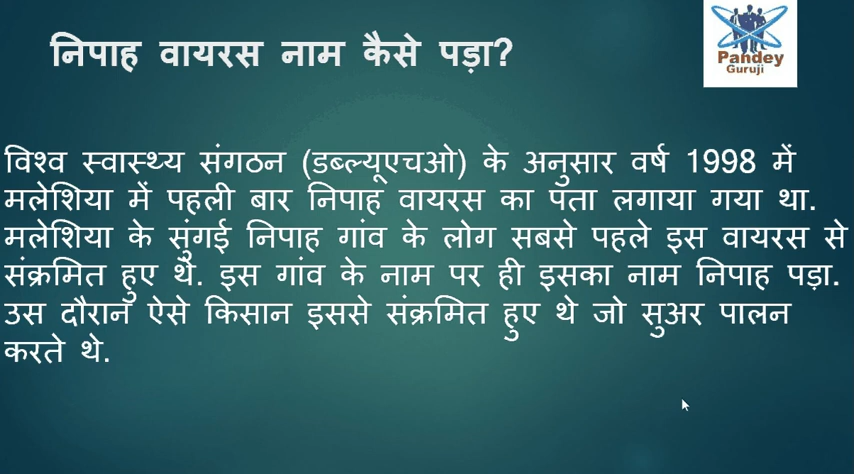 निपाह वायरस नाम कैसे पड़ा?
Pandey
Guruji
विश्व स्वास्थ्य संगठन (डब्ल्यूएचओ) के अनुसार वर्ष 1998 में
मलेशिया में पहली बार निपाह वायरस का पता लगाया गया था.
मलेशिया के सुंगई निपाह गांव के लोग सबसे पहले इस वायरस से
संक्रमित हुए थे. इस गांव के नाम पर ही इसका नाम निपाह पड़ा.
उस दौरान ऐसे किसान इससे संक्रमित हुए थे जो सुअर पालन
करते थे.